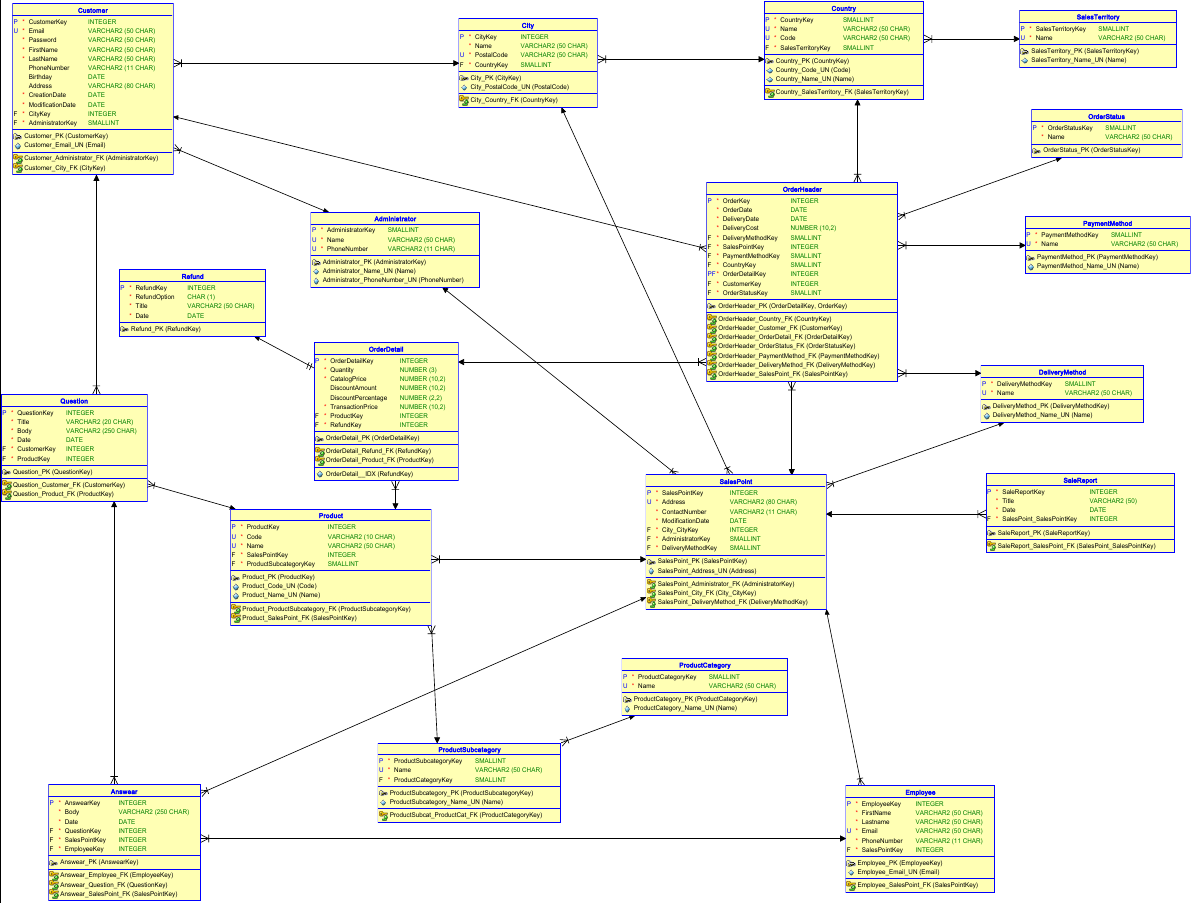 Customer
P * CustomerKey INTEGER
U * Email VARCHAR2 (50 CHAR)
* Password VARCHAR2 (50 CHAR)
* FirstName VARCHAR2 (50 CHAR)
* LastName VARCHAR2 (50 CHAR)
PhoneNumber VARCHAR2 (11 CHAR)
Birthday DATE
Address VARCHAR2 (80 CHAR)
* CreationDate DATE
* ModificationDate DATE
F * CityKey INTEGER
F * AdministratorKey SMALLINT
Customer_PK (CustomerKey)
Customer_Email_UN (Email)
Customer_Administrator_FK (AdministratorKey)
Customer_City_FK (CityKey)
City
P * CityKey INTEGER
* Name VARCHAR2 (50 CHAR)
U * PostalCode VARCHAR2 (50 CHAR)
F * CountryKey SMALLINT
City_PK (CityKey)
City_PostalCode_UN (PostalCode)
City_Country_FK (CountryKey)
Country
P * CountryKey SMALLINT
U * Name VARCHAR2 (50 CHAR)
U * Code VARCHAR2 (50 CHAR)
F * SalesTerritoryKey SMALLINT
Country_PK (CountryKey)
Country_Code_UN (Code)
Country_Name_UN (Name)
Country_SalesTerritory_FK (SalesTerritoryKey)
SalesTerritory
P * SalesTerritoryKey SMALLINT
U * Name VARCHAR2 (50 CHAR)
SalesTerritory_PK (SalesTerritoryKey)
SalesTerritory_Name_UN (Name)
OrderStatus
P * OrderStatusKey SMALLINT
* Name VARCHAR2 (50 CHAR)
OrderStatus_PK (OrderStatusKey)
OrderHeader
P * OrderKey INTEGER
* OrderDate DATE
* DeliveryDate DATE
* DeliveryCost NUMBER (10,2)
F * DeliveryMethodKey SMALLINT
F * SalesPointKey INTEGER
F * PaymentMethodKey SMALLINT
F * CountryKey SMALLINT
PF * OrderDetailKey INTEGER
F * CustomerKey INTEGER
F * OrderStatusKey SMALLINT
OrderHeader_PK (OrderDetailKey, OrderKey)
OrderHeader_Country_FK (CountryKey)
OrderHeader_Customer_FK (CustomerKey)
OrderHeader_OrderDetail_FK (OrderDetailKey)
OrderHeader_OrderStatus_FK (OrderStatusKey)
OrderHeader_PaymentMethod_FK (PaymentMethodKey)
OrderHeader_DeliveryMethod_FK (DeliveryMethodKey)
OrderHeader_SalesPoint_FK (SalesPointKey)
Administrator
P * AdministratorKey SMALLINT
U * Name VARCHAR2 (50 CHAR)
U * PhoneNumber VARCHAR2 (11 CHAR)
Administrator_PK (AdministratorKey)
Administrator_Name_UN (Name)
Administrator_PhoneNumber_UN (PhoneNumber)
PaymentMethod
P * PaymentMethodKey SMALLINT
U * Name VARCHAR2 (50 CHAR)
PaymentMethod_PK (PaymentMethodKey)
PaymentMethod_Name_UN (Name)
Refund
P * RefundKey INTEGER
* RefundOption CHAR (1)
* Title VARCHAR2 (50 CHAR)
* Date DATE
Refund_PK (RefundKey)
OrderDetail
P * OrderDetailKey INTEGER
* Quantity NUMBER (3)
* CatalogPrice NUMBER (10,2)
DiscountAmount NUMBER (10,2)
DiscountPercentage NUMBER (2,2)
* TransactionPrice NUMBER (10,2)
F * ProductKey INTEGER
F * RefundKey INTEGER
OrderDetail_PK (OrderDetailKey)
OrderDetail_Refund_FK (RefundKey)
OrderDetail_Product_FK (ProductKey)
OrderDetail__IDX (RefundKey)
DeliveryMethod
P * DeliveryMethodKey SMALLINT
U * Name VARCHAR2 (50 CHAR)
DeliveryMethod_PK (DeliveryMethodKey)
DeliveryMethod_Name_UN (Name)
Question
P * QuestionKey INTEGER
* Title VARCHAR2 (20 CHAR)
* Body VARCHAR2 (250 CHAR)
* Date DATE
F * CustomerKey INTEGER
F * ProductKey INTEGER
Question_PK (QuestionKey)
Question_Customer_FK (CustomerKey)
Question_Product_FK (ProductKey)
SalesPoint
P * SalesPointKey INTEGER
U * Address VARCHAR2 (80 CHAR)
* ContactNumber VARCHAR2 (11 CHAR)
* ModificationDate DATE
F * City_CityKey INTEGER
F * AdministratorKey SMALLINT
F * DeliveryMethodKey SMALLINT
SalesPoint_PK (SalesPointKey)
SalesPoint_Address_UN (Address)
SalesPoint_Administrator_FK (AdministratorKey)
SalesPoint_City_FK (City_CityKey)
SalesPoint_DeliveryMethod_FK (DeliveryMethodKey)
SaleReport
P * SaleReportKey INTEGER
* Title VARCHAR2 (50)
* Date DATE
F * SalesPoint_SalesPointKey INTEGER
SaleReport_PK (SaleReportKey)
SaleReport_SalesPoint_FK (SalesPoint_SalesPointKey)
Product
P * ProductKey INTEGER
U * Code VARCHAR2 (10 CHAR)
U * Name VARCHAR2 (50 CHAR)
F * SalesPointKey INTEGER
F * ProductSubcategoryKey SMALLINT
Product_PK (ProductKey)
Product_Code_UN (Code)
Product_Name_UN (Name)
Product_ProductSubcategory_FK (ProductSubcategoryKey)
Product_SalesPoint_FK (SalesPointKey)
ProductCategory
P * ProductCategoryKey SMALLINT
U * Name VARCHAR2 (50 CHAR)
ProductCategory_PK (ProductCategoryKey)
ProductCategory_Name_UN (Name)
ProductSubcategory
P * ProductSubcategoryKey SMALLINT
U * Name VARCHAR2 (50 CHAR)
F * ProductCategoryKey SMALLINT
ProductSubcategory_PK (ProductSubcategoryKey)
ProductSubcategory_Name_UN (Name)
ProductSubcat_ProductCat_FK (ProductCategoryKey)
Answear
P * AnswearKey INTEGER
* Body VARCHAR2 (250 CHAR)
* Date DATE
F * QuestionKey INTEGER
F * SalesPointKey INTEGER
F * EmployeeKey INTEGER
Answear_PK (AnswearKey)
Answear_Employee_FK (EmployeeKey)
Answear_Question_FK (QuestionKey)
Answear_SalesPoint_FK (SalesPointKey)
Employee
P * EmployeeKey INTEGER
* FirstName VARCHAR2 (50 CHAR)
* Lastname VARCHAR2 (50 CHAR)
U * Email VARCHAR2 (50 CHAR)
* PhoneNumber VARCHAR2 (11 CHAR)
F * SalesPointKey INTEGER
Employee_PK (EmployeeKey)
Employee_Email_UN (Email)
Employee_SalesPoint_FK (SalesPointKey)